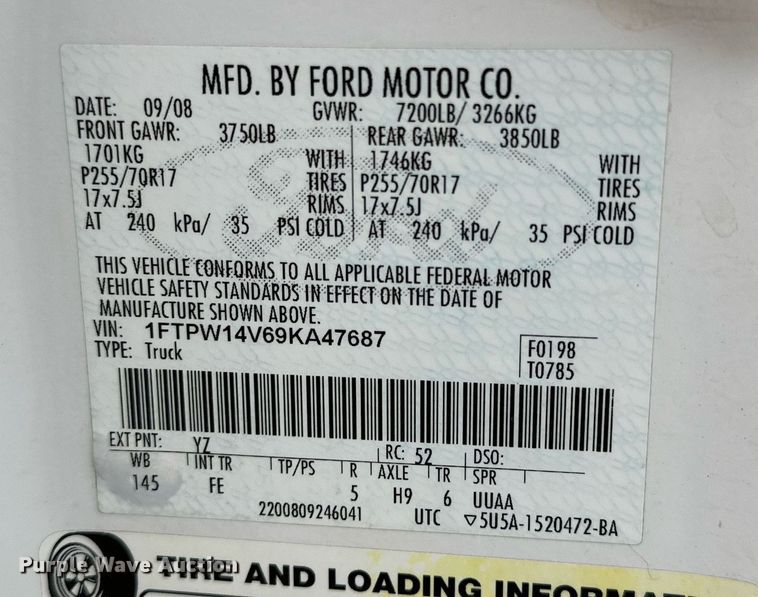 MFD. BY FORD MOTOR CO.
DATE: 09/08 GVWR: 7200LB/ 3266KG
FRONT GAWR: 3750LB REAR GAWR: 3850LB
1701KG WITH 1746KG WITH
P255/70R17 TIRES P255/70R17 TIRES
17x7.5J RIMS 17x7.5J RIMS
AT 240 kPa/ 35 PSI COLD AT 240 kPa/ 35 PSI COLD
THIS VEHICLE CONFORMS TO ALL APPLICABLE FEDERAL MOTOR
VEHICLE SAFETY STANDARDS IN EFFECT ON THE DATE OF
MANUFACTURE SHOWN ABOVE.
VIN: 1FTPW14V69KA47687
TYPE: Truck
F0198
T0785
EXT PNT: YZ RC: 52 DSO:
WB INT TR TP/PS R AXLE TR SPR
145 FE 5 H9 6 UUAA
2200809246041 UTC ▽5U5A-1520472-BA
Purple Wave Auction
TIRE AND LOADING INFORMAT